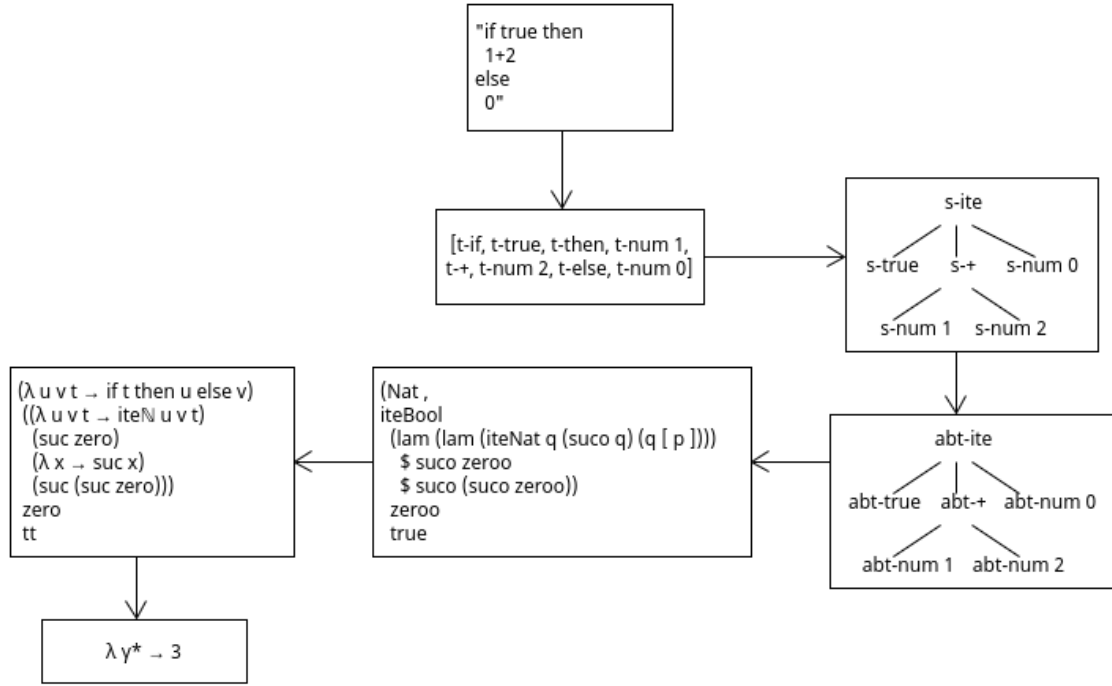 "if true then
1+2
else
0"
[t-if, t-true, t-then, t-num 1,
t-+, t-num 2, t-else, t-num 0]
s-ite
s-true s-+ s-num 0
s-num 1 s-num 2
abt-ite
abt-true abt-+ abt-num 0
abt-num 1 abt-num 2
(Nat ,
iteBool
(lam (lam (iteNat q (suco q) (q [ p ])))
$ suco zeroo
$ suco (suco zeroo))
zeroo
true
(λ u v t → if t then u else v)
((λ u v t → iteℕ u v t)
(suc zero)
(λ x → suc x)
(suc (suc zero)))
zero
tt
λ y* → 3